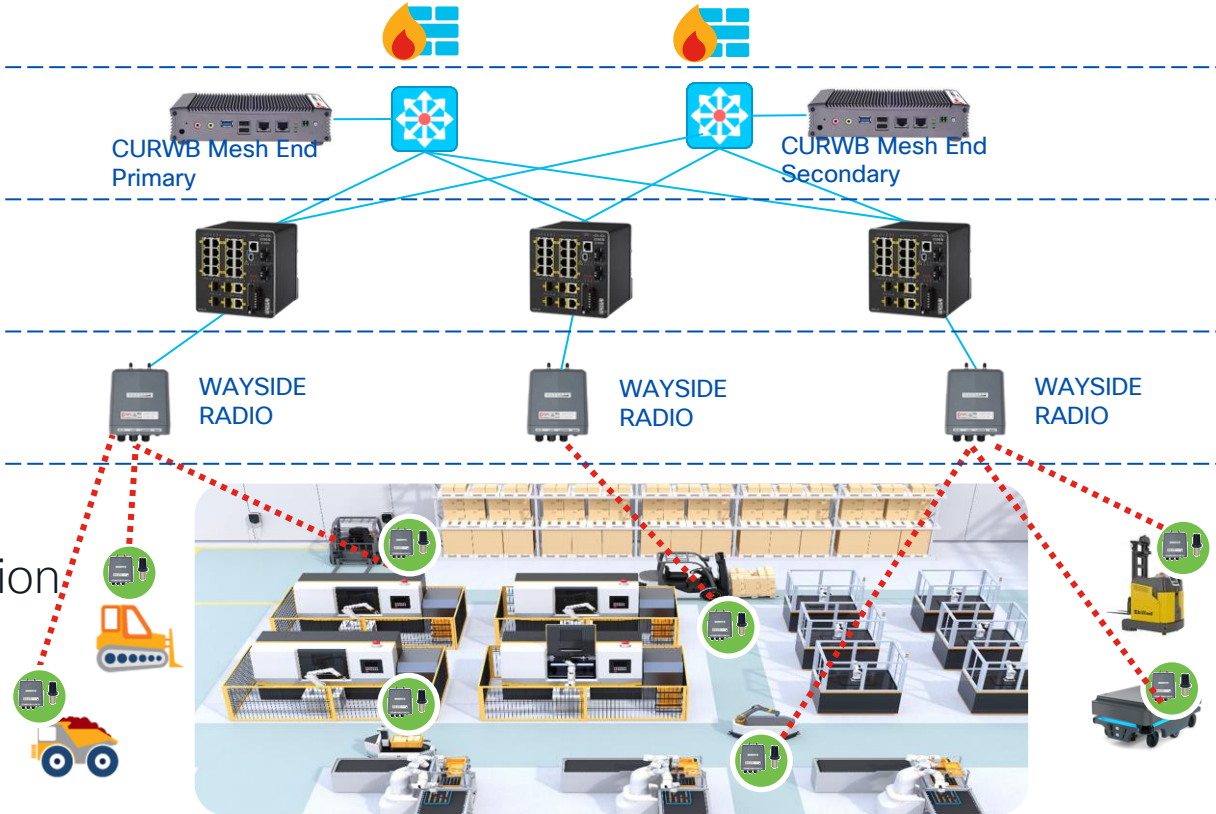 CURWB Mesh End
Primary
CURWB Mesh End
Secondary
WAYSIDE
RADIO
WAYSIDE
RADIO
WAYSIDE
RADIO
ion